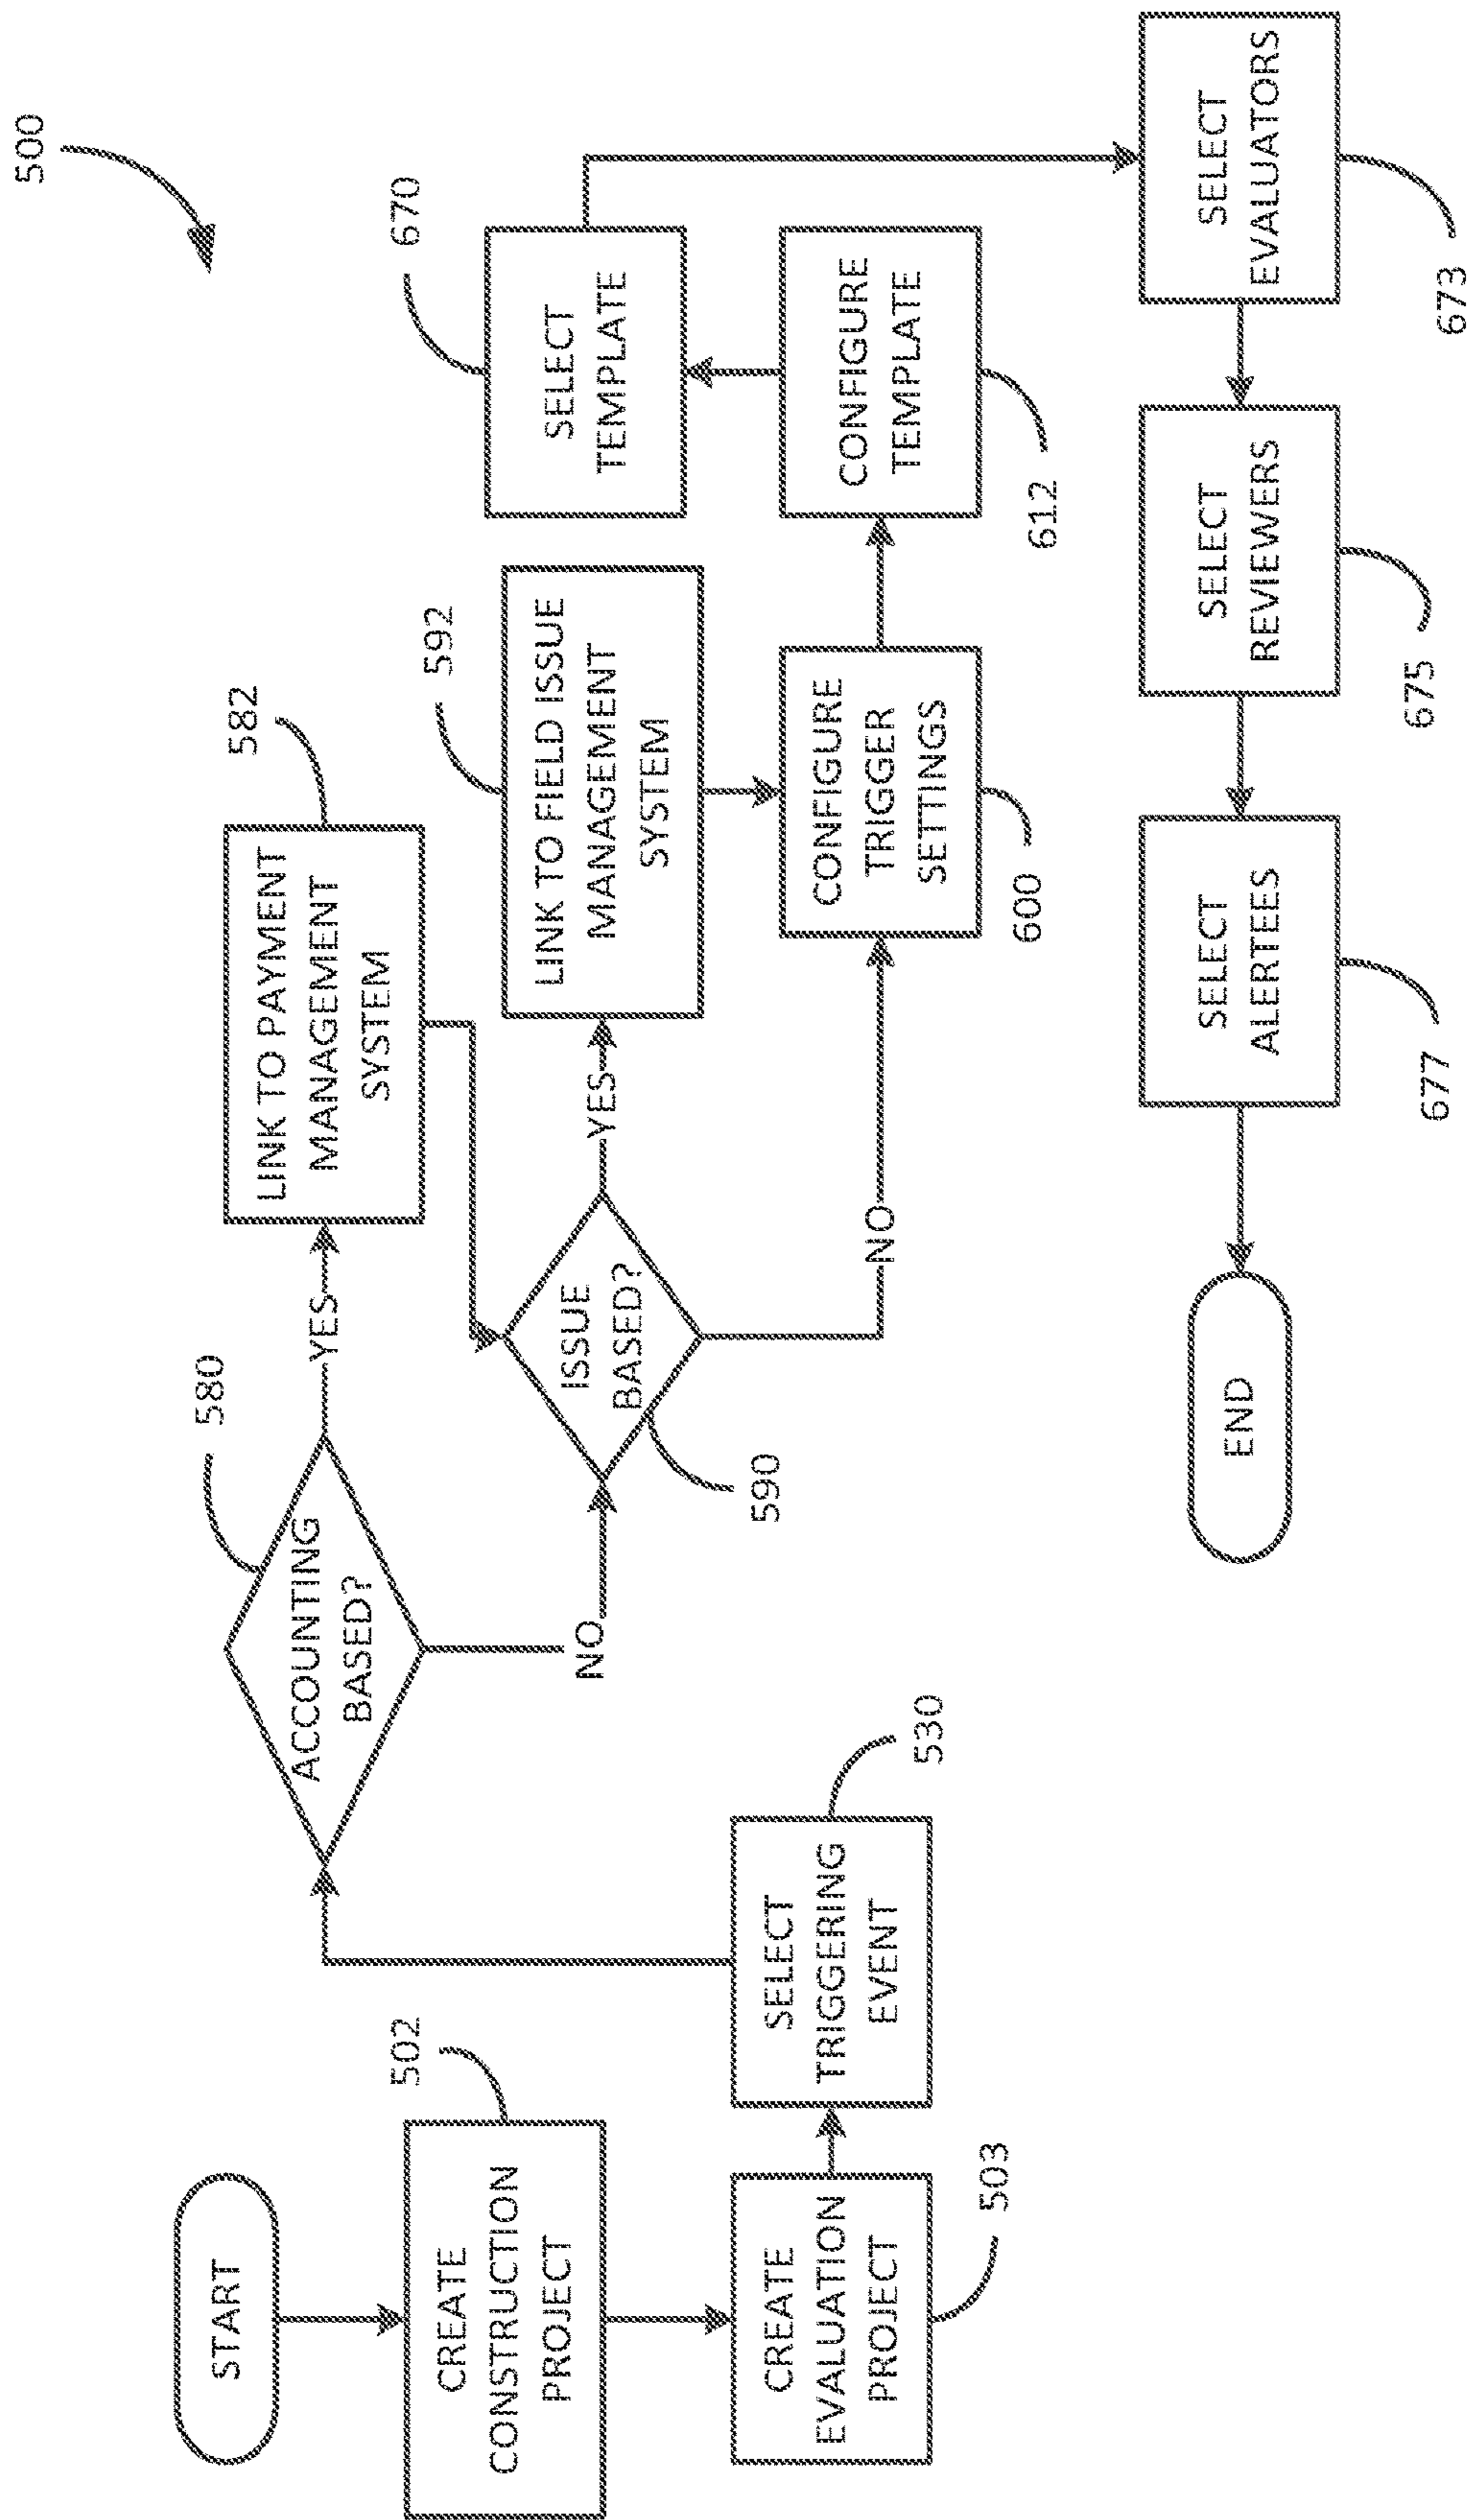 500
START
CREATE
CONSTRUCTION
PROJECT
502
CREATE
EVALUATION
PROJECT
503
SELECT
TRIGGERING
EVENT
530
ACCOUNTING
BASED?
580
YES
NO
LINK TO PAYMENT
MANAGEMENT
SYSTEM
582
ISSUE
BASED?
590
YES
NO
LINK TO FIELD ISSUE
MANAGEMENT
SYSTEM
592
CONFIGURE
TRIGGER
SETTINGS
600
CONFIGURE
TEMPLATE
612
SELECT
TEMPLATE
670
SELECT
EVALUATORS
673
SELECT
REVIEWERS
675
SELECT
ALERTEES
677
END